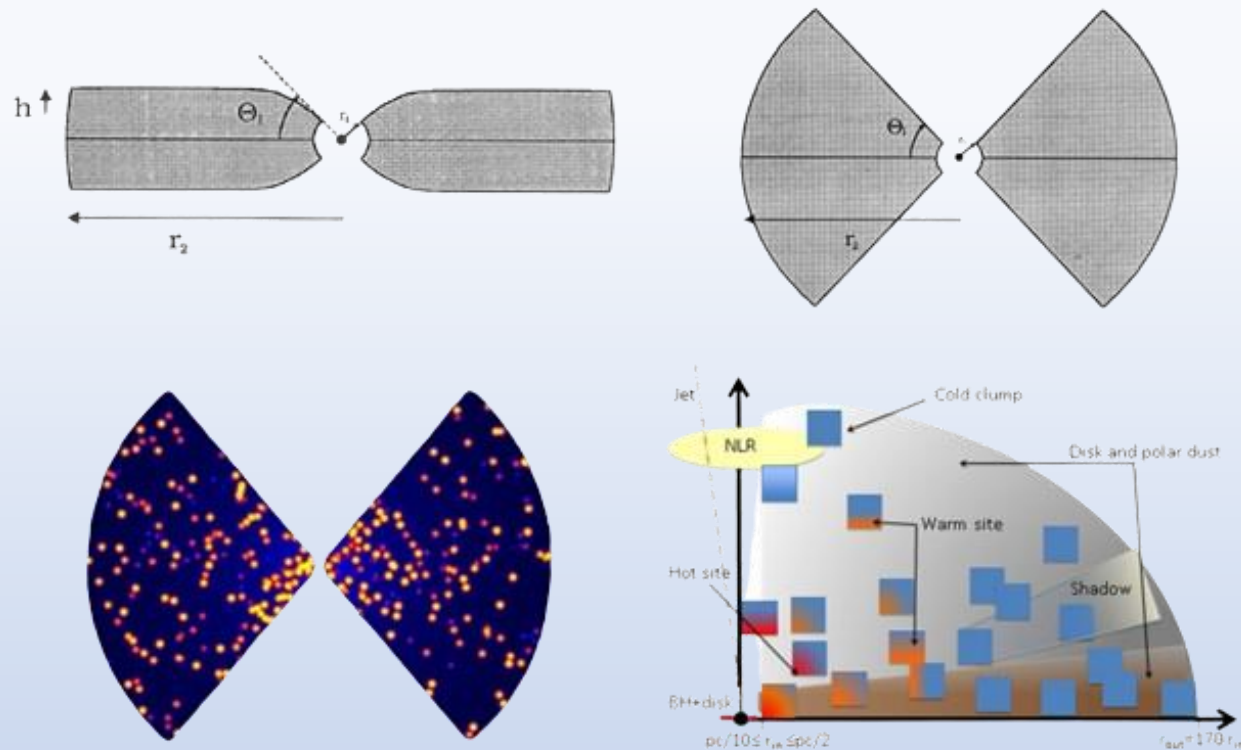 h
Θ₁
r₁
r₂
Θ₁
r₂
Jet
Cold clump
NLR
Disk and polar dust
Warm site
Hot site
Shadow
BH+disk
pc/10≤ r_in ≤pc/2
r_out=170 r_in